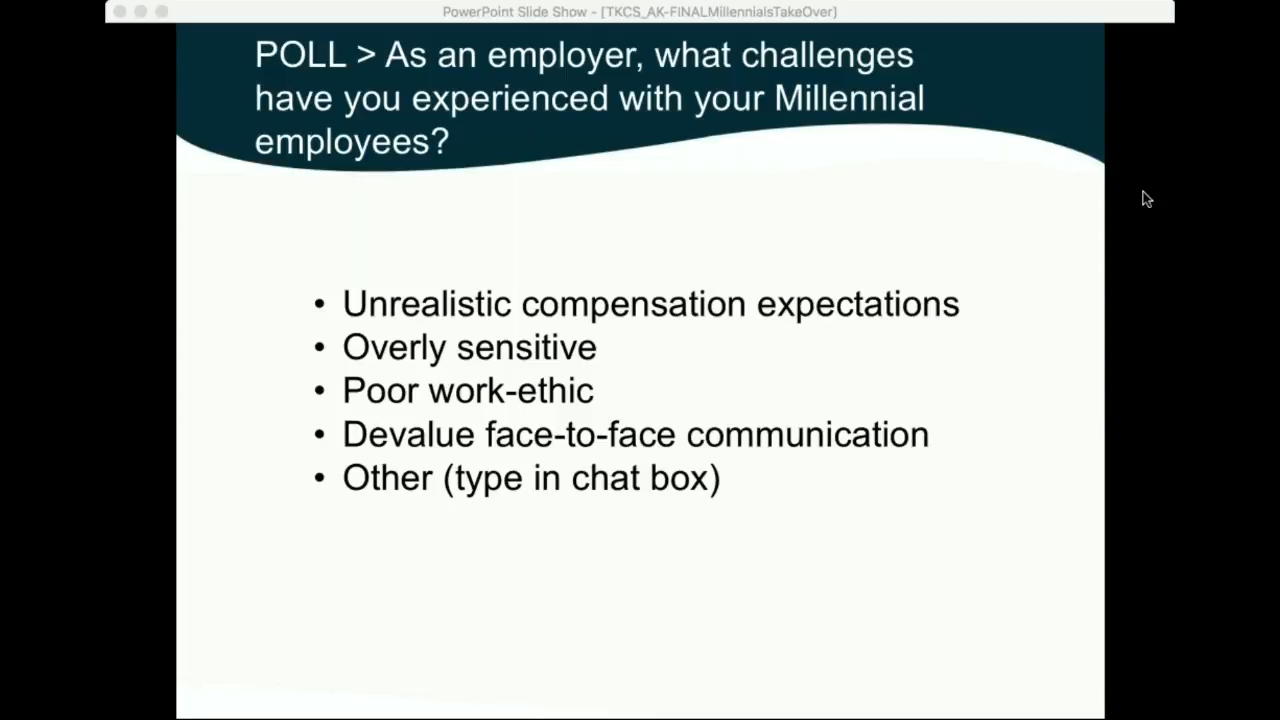 PowerPoint Slide Show - [TKCS_AK-FINALMillennialsTakeOver]
POLL > As an employer, what challenges
have you experienced with your Millennial
employees?
• Unrealistic compensation expectations
• Overly sensitive
• Poor work-ethic
• Devalue face-to-face communication
• Other (type in chat box)